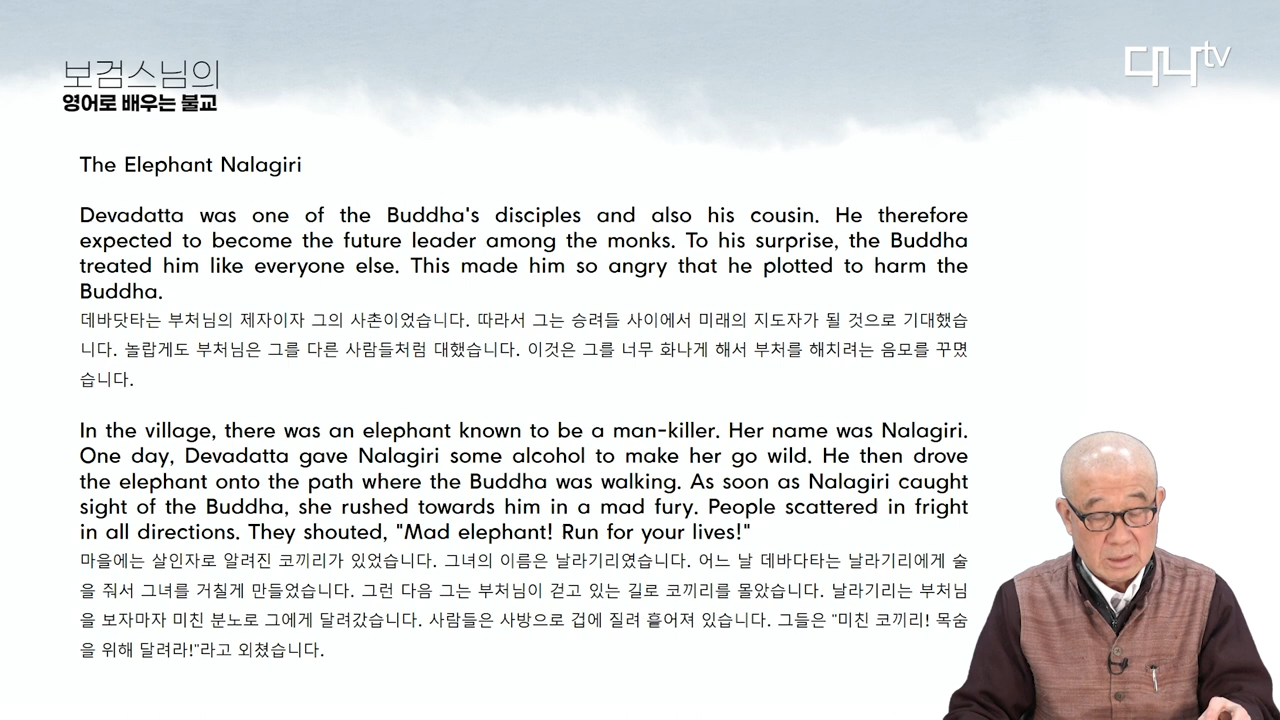 보검스님의
영어로 배우는 불교
다나tv
The Elephant Nalagiri
Devadatta was one of the Buddha's disciples and also his cousin. He therefore
expected to become the future leader among the monks. To his surprise, the Buddha
treated him like everyone else. This made him so angry that he plotted to harm the
Buddha.
데바닷타는 부처님의 제자이자 그의 사촌이었습니다. 따라서 그는 승려들 사이에서 미래의 지도자가 될 것으로 기대했습
니다. 놀랍게도 부처님은 그를 다른 사람들처럼 대했습니다. 이것은 그를 너무 화나게 해서 부처를 해치려는 음모를 꾸몄
습니다.
In the village, there was an elephant known to be a man-killer. Her name was Nalagiri.
One day, Devadatta gave Nalagiri some alcohol to make her go wild. He then drove
the elephant onto the path where the Buddha was walking. As soon as Nalagiri caught
sight of the Buddha, she rushed towards him in a mad fury. People scattered in fright
in all directions. They shouted, "Mad elephant! Run for your lives!"
마을에는 살인자로 알려진 코끼리가 있었습니다. 그녀의 이름은 날라기리였습니다. 어느 날 데바다타는 날라기리에게 술
을 줘서 그녀를 거칠게 만들었습니다. 그런 다음 그는 부처님이 걷고 있는 길로 코끼리를 몰았습니다. 날라기리는 부처님
을 보자마자 미친 분노로 그에게 달려갔습니다. 사람들은 사방으로 겁에 질려 흩어져 있습니다. 그들은 "미친 코끼리! 목숨
을 위해 달려라!"라고 외쳤습니다.